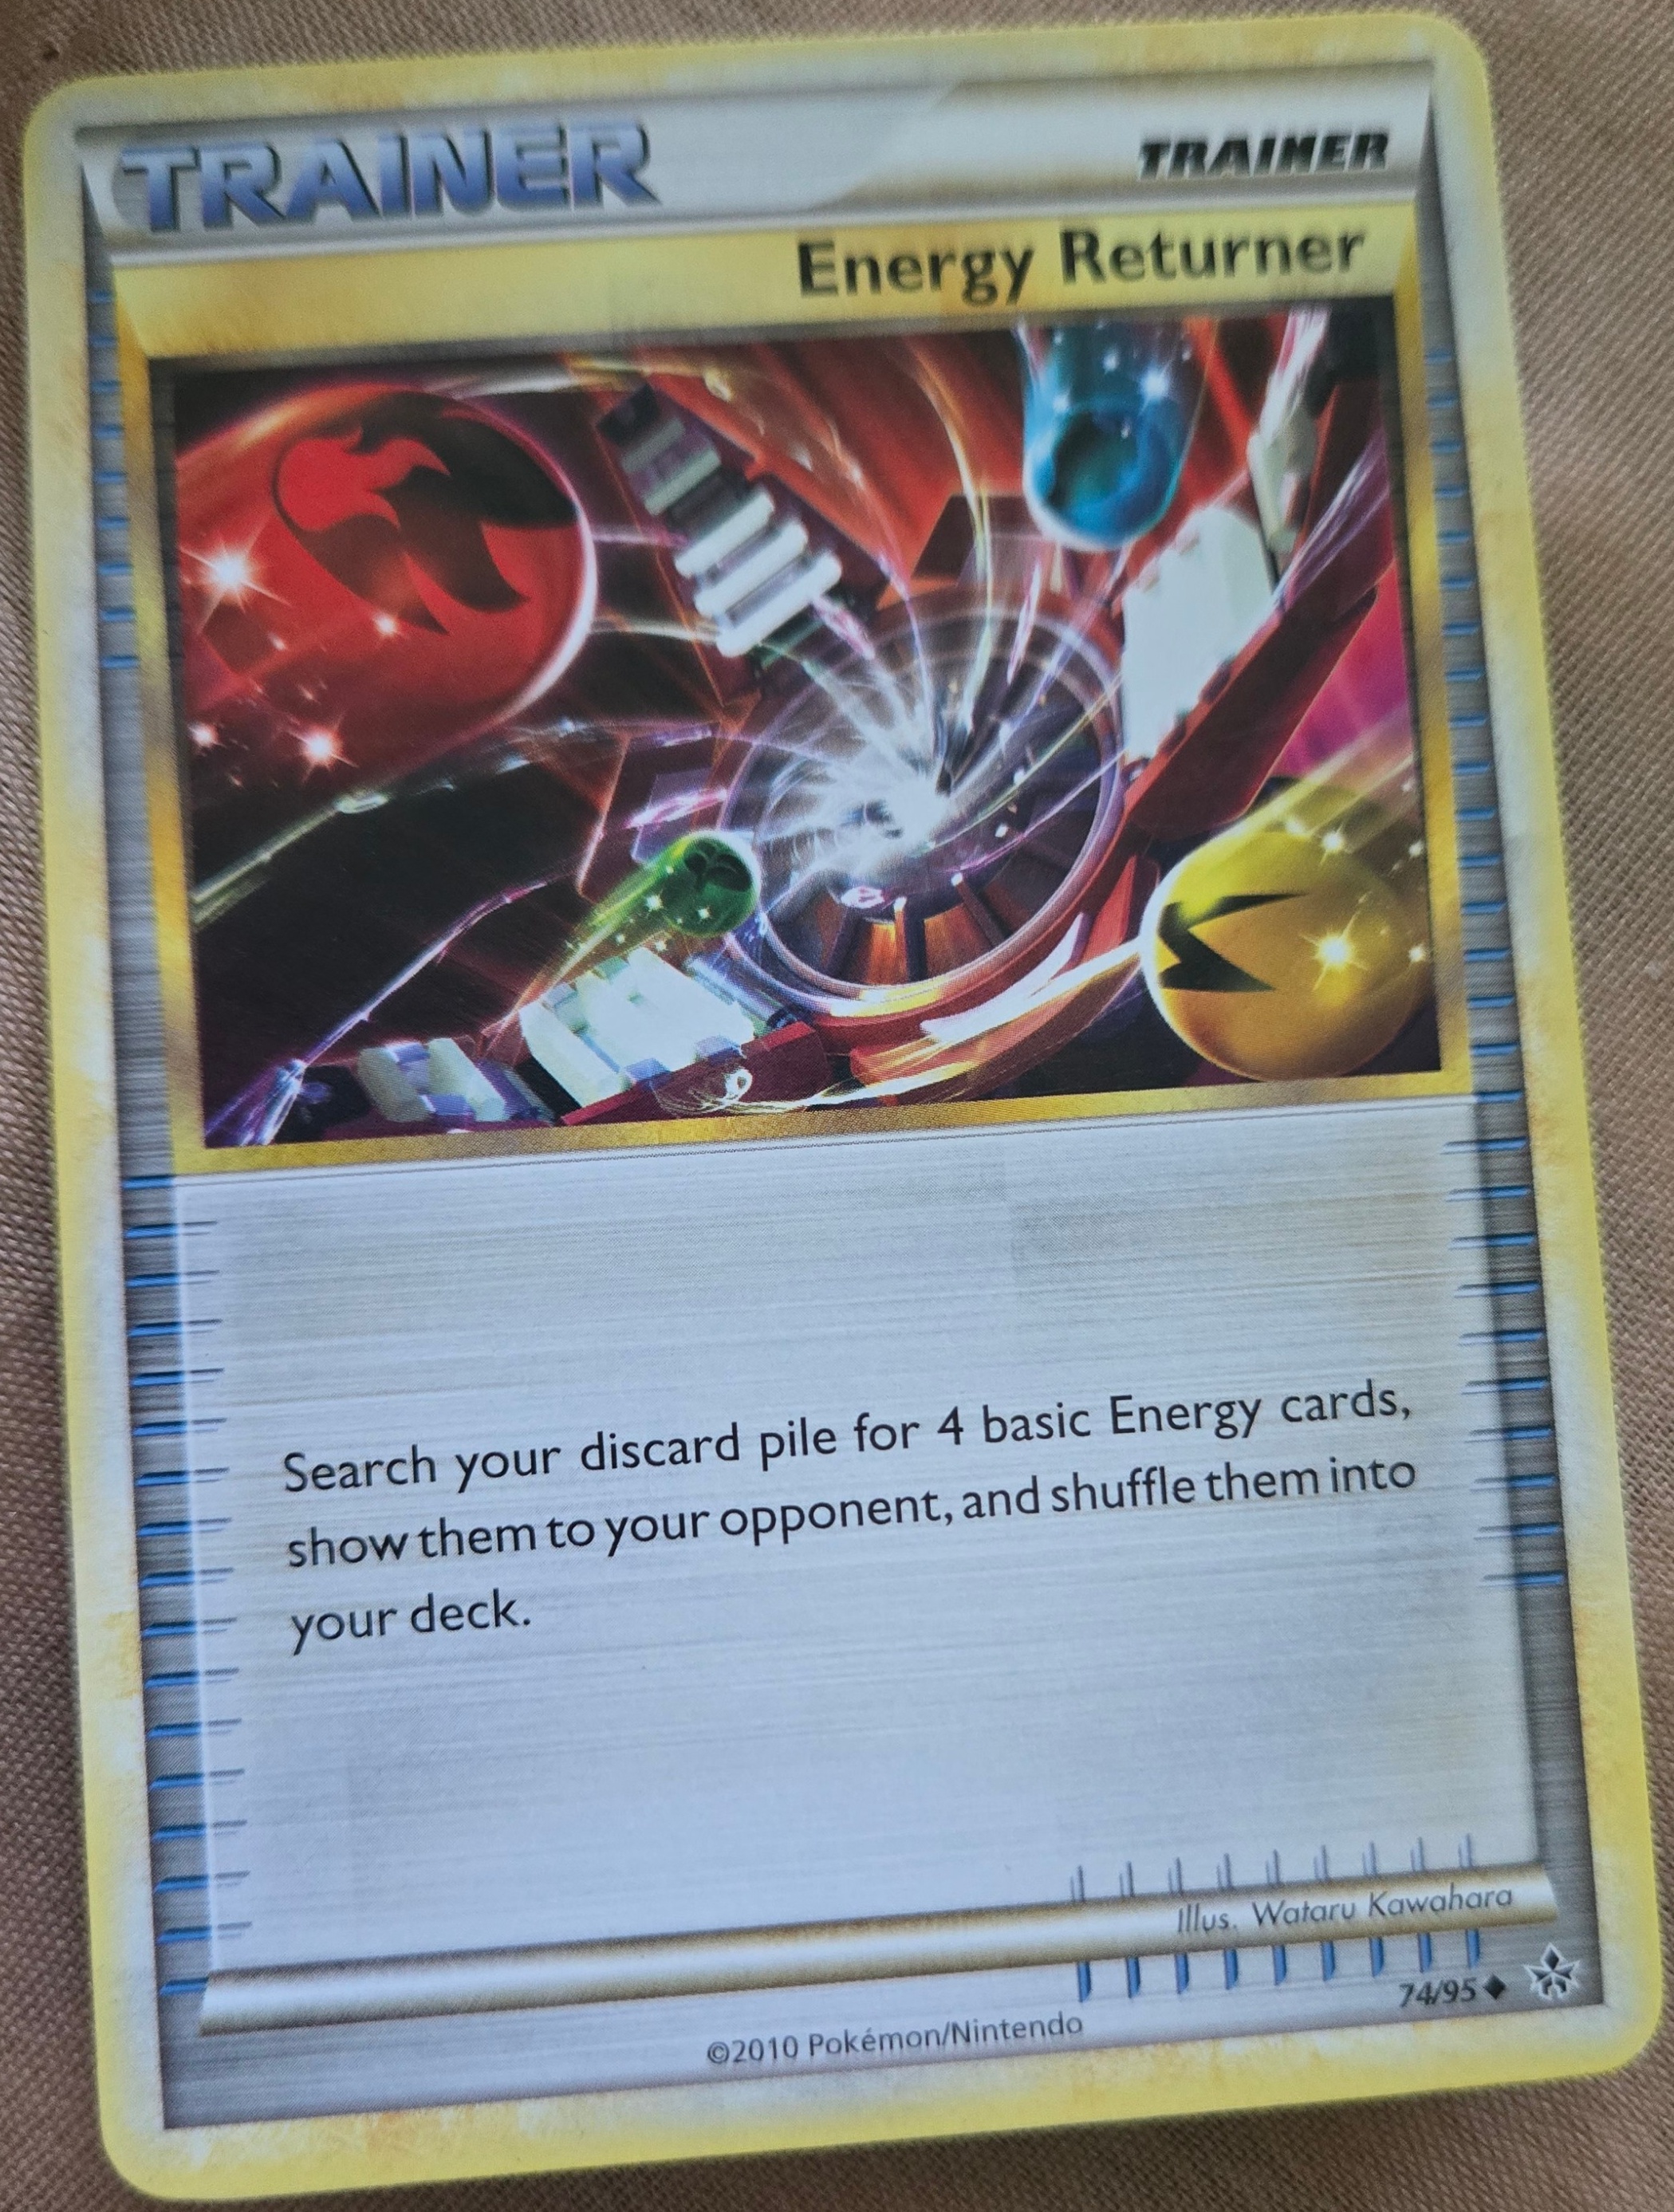 TRAINER
TRAINER
Energy Returner
Search your discard pile for 4 basic Energy cards,
show them to your opponent, and shuffle them into
your deck.
Illus. Wataru Kawahara
74/95
©2010 Pokémon/Nintendo